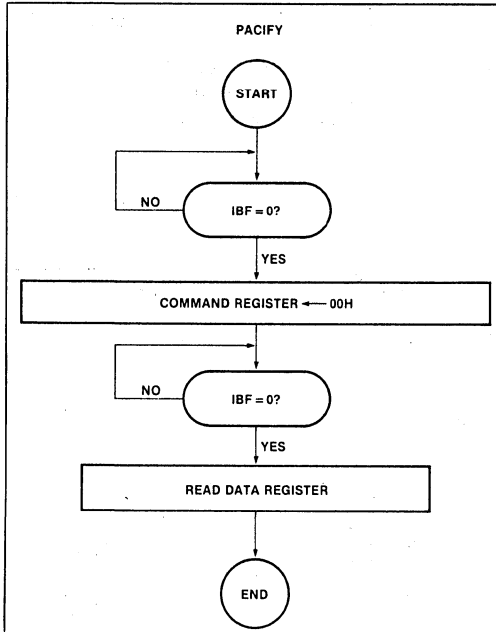 PACIFY
START
NO
IBF = 0?
YES
COMMAND REGISTER ← 00H
NO
IBF = 0?
YES
READ DATA REGISTER
END